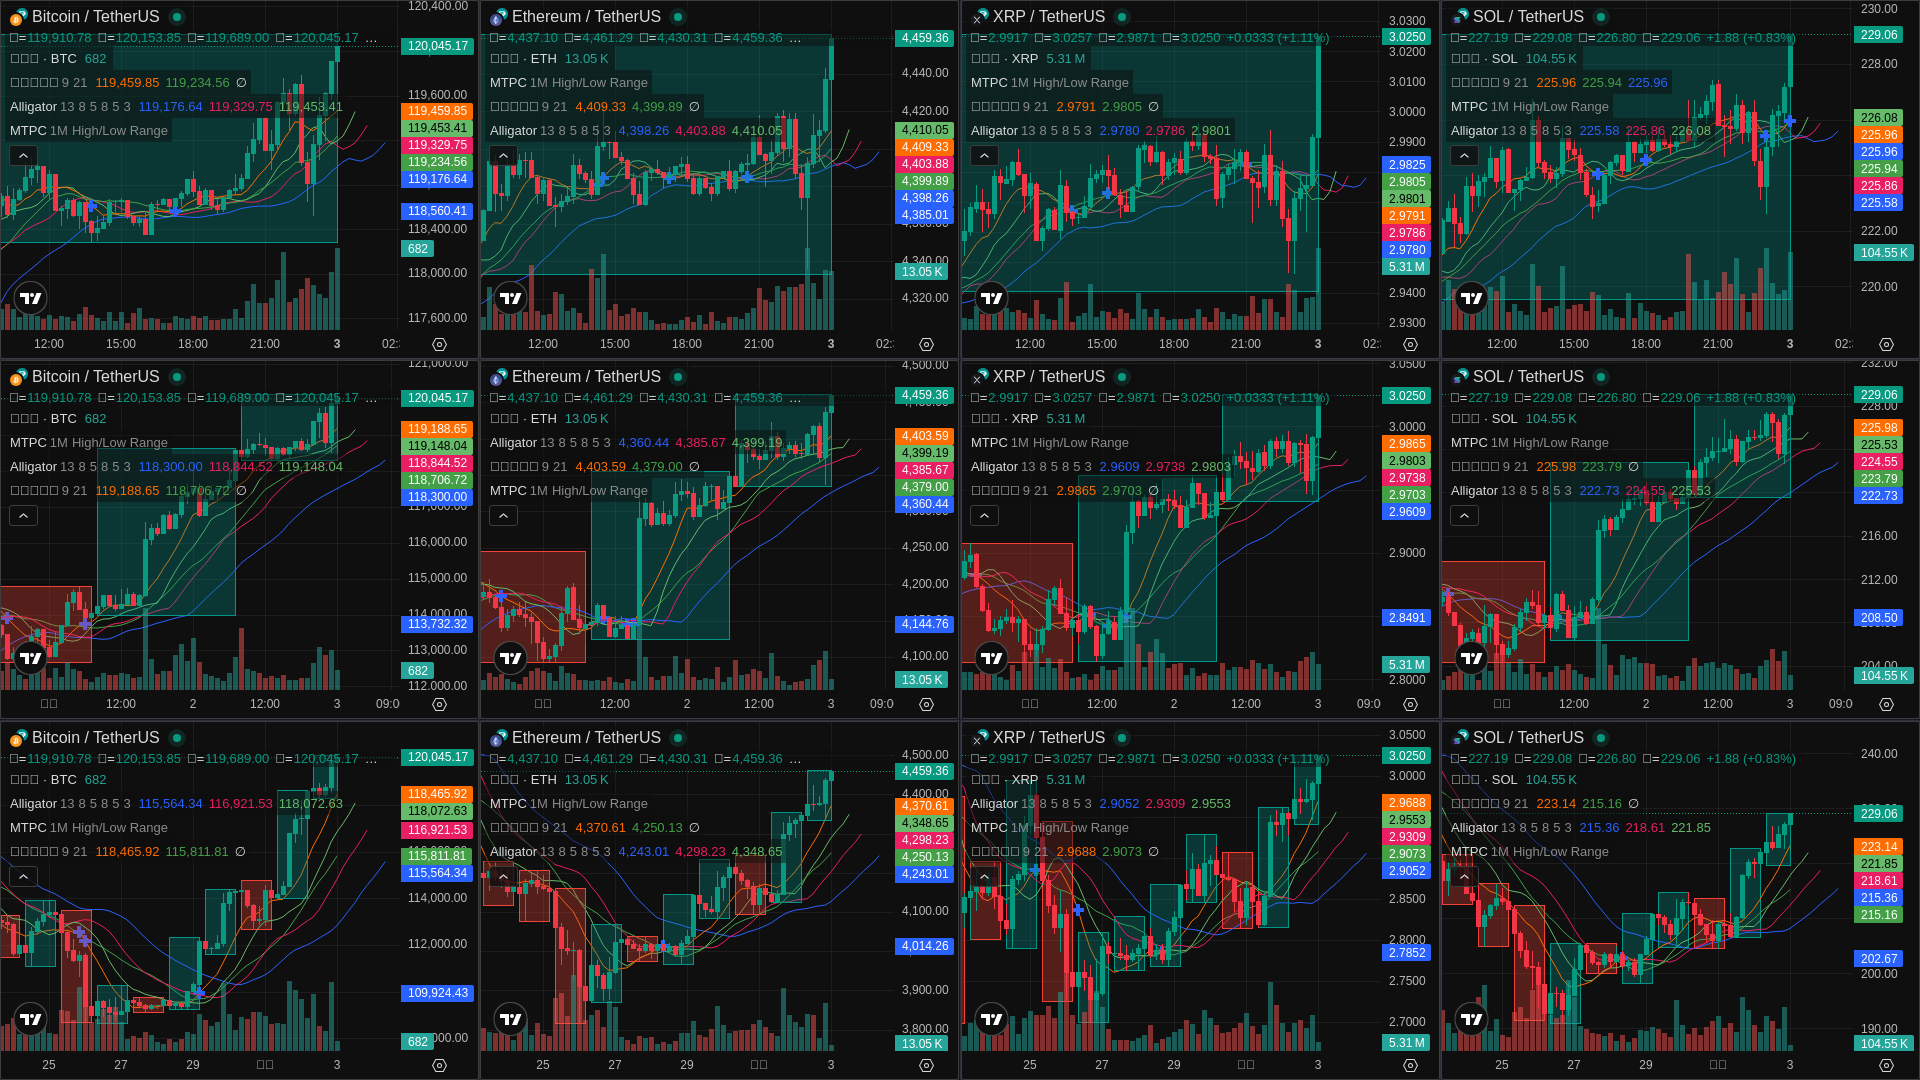 Bitcoin / TetherUS
=119,910.78 =120,153.85 =119,689.00 =120,045.17 ...
· BTC 682
9 21 119,459.85 119,234.56 ∅
Alligator 13 8 5 8 5 3 119,176.64 119,329.75 119,453.41
MTPC 1M High/Low Range
120,400.00
120,045.17
119,600.00
119,459.85
119,453.41
119,329.75
119,234.56
119,176.64
118,560.41
118,400.00
682
118,000.00
117,600.00
12:00 15:00 18:00 21:00 3 02:
Ethereum / TetherUS
=4,437.10 =4,461.29 =4,430.31 =4,459.36 ...
· ETH 13.05 K
MTPC 1M High/Low Range
9 21 4,409.33 4,399.89 ∅
Alligator 13 8 5 8 5 3 4,398.26 4,403.88 4,410.05
4,459.36
4,440.00
4,420.00
4,410.05
4,409.33
4,403.88
4,399.89
4,398.26
4,385.01
4,340.00
13.05 K
4,320.00
12:00 15:00 18:00 21:00 3 02:
XRP / TetherUS
=2.9917 =3.0257 =2.9871 =3.0250 +0.0333 (+1.11%)
· XRP 5.31 M
MTPC 1M High/Low Range
9 21 2.9791 2.9805 ∅
Alligator 13 8 5 8 5 3 2.9780 2.9786 2.9801
3.0300
3.0250
3.0200
3.0100
3.0000
2.9900
2.9825
2.9805
2.9801
2.9791
2.9786
2.9780
5.31 M
2.9400
2.9300
12:00 15:00 18:00 21:00 3 02:
SOL / TetherUS
=227.19 =229.08 =226.80 =229.06 +1.88 (+0.83%)
· SOL 104.55 K
9 21 225.96 225.94 225.96
MTPC 1M High/Low Range
Alligator 13 8 5 8 5 3 225.58 225.86 226.08
230.00
229.06
228.00
226.08
225.96
225.96
225.94
225.86
225.58
222.00
104.55 K
220.00
12:00 15:00 18:00 21:00 3 02:
Bitcoin / TetherUS
=119,910.78 =120,153.85 =119,689.00 =120,045.17 ...
· BTC 682
MTPC 1M High/Low Range
Alligator 13 8 5 8 5 3 118,300.00 118,844.52 119,148.04
9 21 119,188.65 118,706.72 ∅
121,000.00
120,045.17
119,188.65
119,148.04
118,844.52
118,706.72
118,300.00
117,000.00
116,000.00
115,000.00
114,000.00
113,732.32
113,000.00
682
112,000.00
12:00 2 12:00 3 09:0
Ethereum / TetherUS
=4,437.10 =4,461.29 =4,430.31 =4,459.36 ...
· ETH 13.05 K
Alligator 13 8 5 8 5 3 4,360.44 4,385.67 4,399.19
9 21 4,403.59 4,379.00 ∅
MTPC 1M High/Low Range
4,500.00
4,459.36
4,403.59
4,399.19
4,385.67
4,379.00
4,360.44
4,300.00
4,250.00
4,200.00
4,144.76
4,100.00
13.05 K
12:00 2 12:00 3 09:0
XRP / TetherUS
=2.9917 =3.0257 =2.9871 =3.0250 +0.0333 (+1.11%)
· XRP 5.31 M
MTPC 1M High/Low Range
Alligator 13 8 5 8 5 3 2.9609 2.9738 2.9803
9 21 2.9865 2.9703 ∅
3.0500
3.0250
3.0000
2.9865
2.9803
2.9738
2.9703
2.9609
2.9000
2.8491
5.31 M
2.8000
12:00 2 12:00 3 09:0
SOL / TetherUS
=227.19 =229.08 =226.80 =229.06 +1.88 (+0.83%)
· SOL 104.55 K
MTPC 1M High/Low Range
9 21 225.98 223.79 ∅
Alligator 13 8 5 8 5 3 222.73 224.55 225.53
232.00
229.06
228.00
225.98
225.53
224.55
223.79
222.73
216.00
212.00
208.50
204.00
104.55 K
12:00 2 12:00 3 09:0
Bitcoin / TetherUS
=119,910.78 =120,153.85 =119,689.00 =120,045.17 ...
· BTC 682
Alligator 13 8 5 8 5 3 115,564.34 116,921.53 118,072.63
MTPC 1M High/Low Range
9 21 118,465.92 115,811.81 ∅
120,045.17
118,465.92
118,072.63
116,921.53
115,811.81
115,564.34
114,000.00
112,000.00
109,924.43
682
25 27 29 3
Ethereum / TetherUS
=4,437.10 =4,461.29 =4,430.31 =4,459.36 ...
· ETH 13.05 K
MTPC 1M High/Low Range
9 21 4,370.61 4,250.13 ∅
Alligator 13 8 5 8 5 3 4,243.01 4,298.23 4,348.65
4,500.00
4,459.36
4,400.00
4,370.61
4,348.65
4,298.23
4,250.13
4,243.01
4,100.00
4,014.26
3,900.00
3,800.00
13.05 K
25 27 29 3
XRP / TetherUS
=2.9917 =3.0257 =2.9871 =3.0250 +0.0333 (+1.11%)
· XRP 5.31 M
Alligator 13 8 5 8 5 3 2.9052 2.9309 2.9553
MTPC 1M High/Low Range
9 21 2.9688 2.9073 ∅
3.0500
3.0250
3.0000
2.9688
2.9553
2.9309
2.9073
2.9052
2.8500
2.8000
2.7852
2.7500
2.7000
5.31 M
25 27 29 3
SOL / TetherUS
=227.19 =229.08 =226.80 =229.06 +1.88 (+0.83%)
· SOL 104.55 K
9 21 223.14 215.16 ∅
Alligator 13 8 5 8 5 3 215.36 218.61 221.85
MTPC 1M High/Low Range
240.00
229.06
223.14
221.85
218.61
215.36
215.16
202.67
200.00
190.00
104.55 K
25 27 29 3